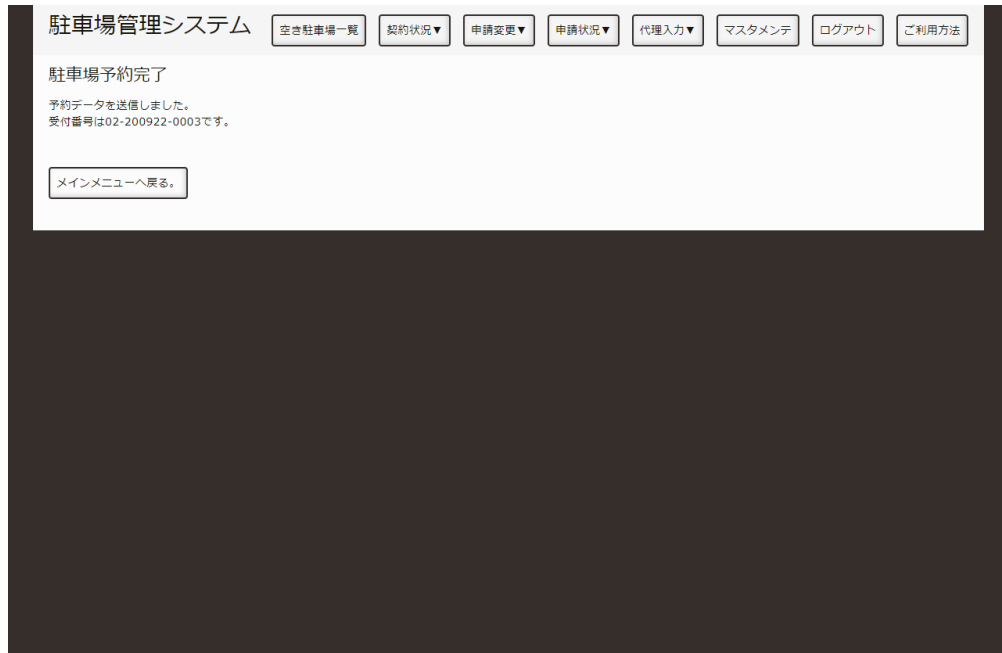 駐車場管理システム
空き駐車場一覧
契約状況▼
申請変更▼
申請状況▼
代理入力▼
マスタメンテ
ログアウト
ご利用方法
駐車場予約完了
予約データを送信しました。
受付番号は02-200922-0003です。
メインメニューへ戻る。